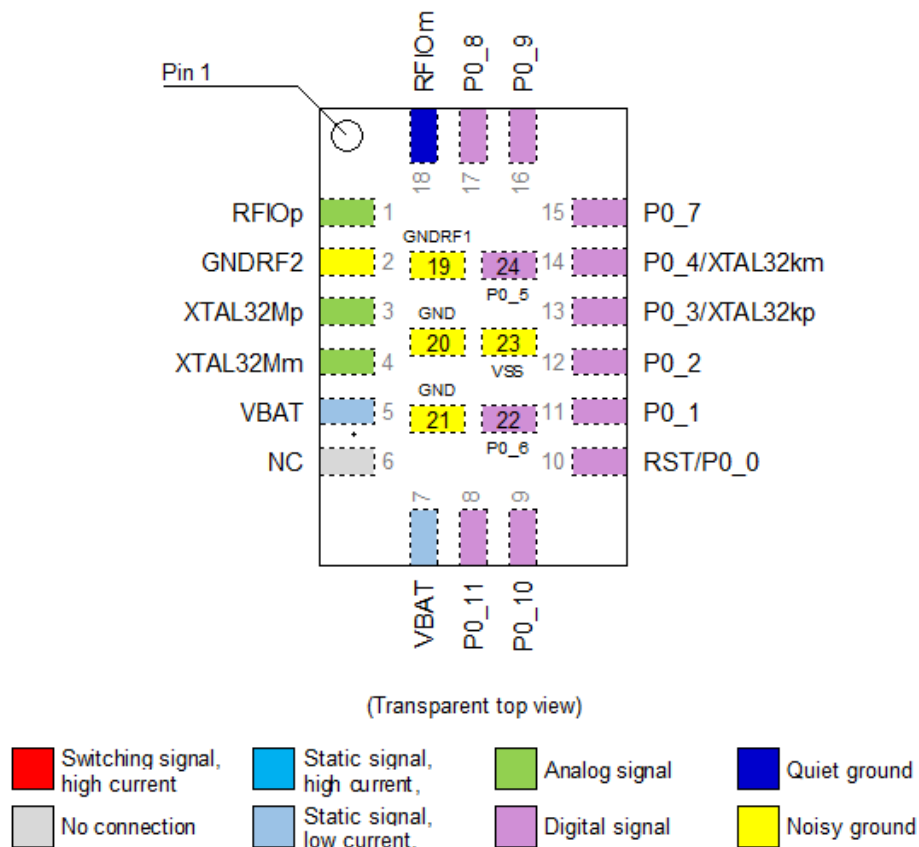 Pin 1
RFIOm
P0_8
P0_9
18
17
16
RFIOp 1
15 P0_7
GNDRF2 2
GNDRF1
19
24
P0_5
14 P0_4/XTAL32km
XTAL32Mp 3
GND
20
23
VSS
13 P0_3/XTAL32kp
XTAL32Mm 4
12 P0_2
VBAT 5
GND
21
22
P0_6
11 P0_1
NC 6
10 RST/P0_0
7
8
9
VBAT
P0_11
P0_10
(Transparent top view)
Switching signal,
high current
Static signal,
high current,
Analog signal
Quiet ground
No connection
Static signal,
low current,
Digital signal
Noisy ground